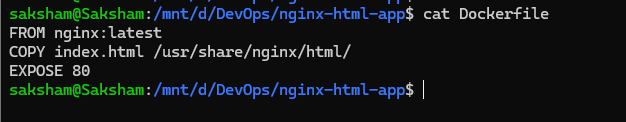 saksham@Saksham:/mnt/d/DevOps/nginx-html-app$ cat Dockerfile
FROM nginx:latest
COPY index.html /usr/share/nginx/html/
EXPOSE 80
saksham@Saksham:/mnt/d/DevOps/nginx-html-app$